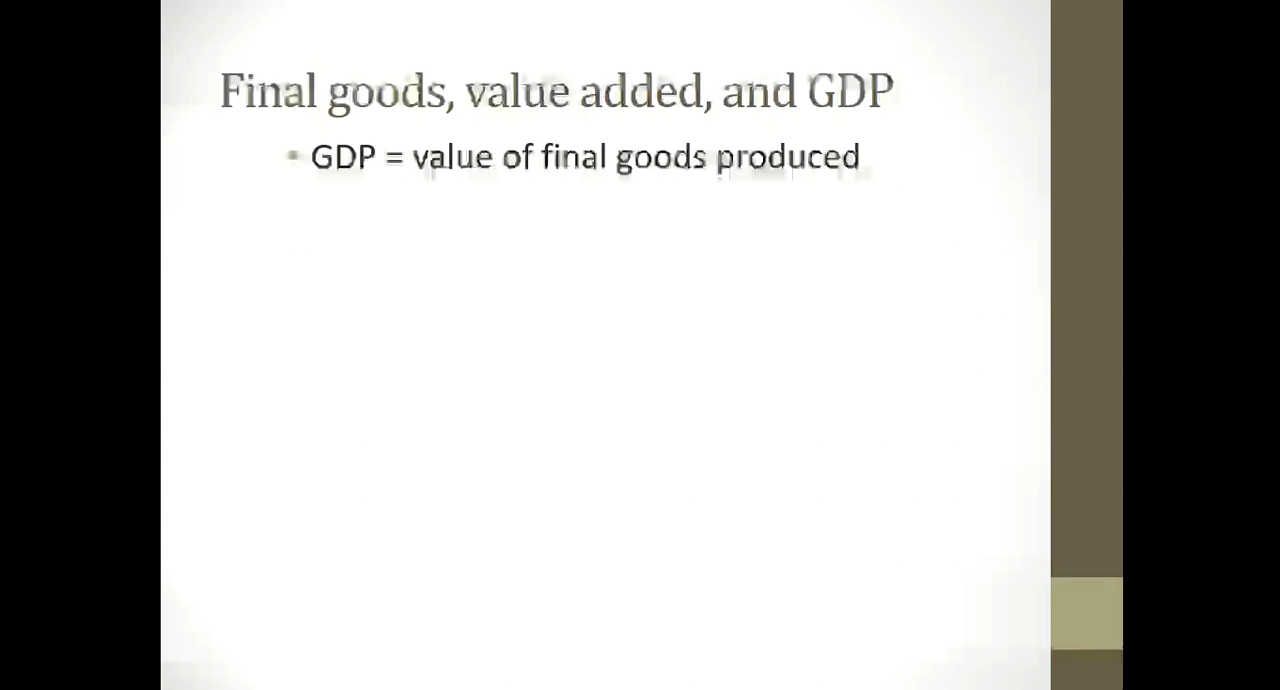 Final goods, value added, and GDP
• GDP = value of final goods produced